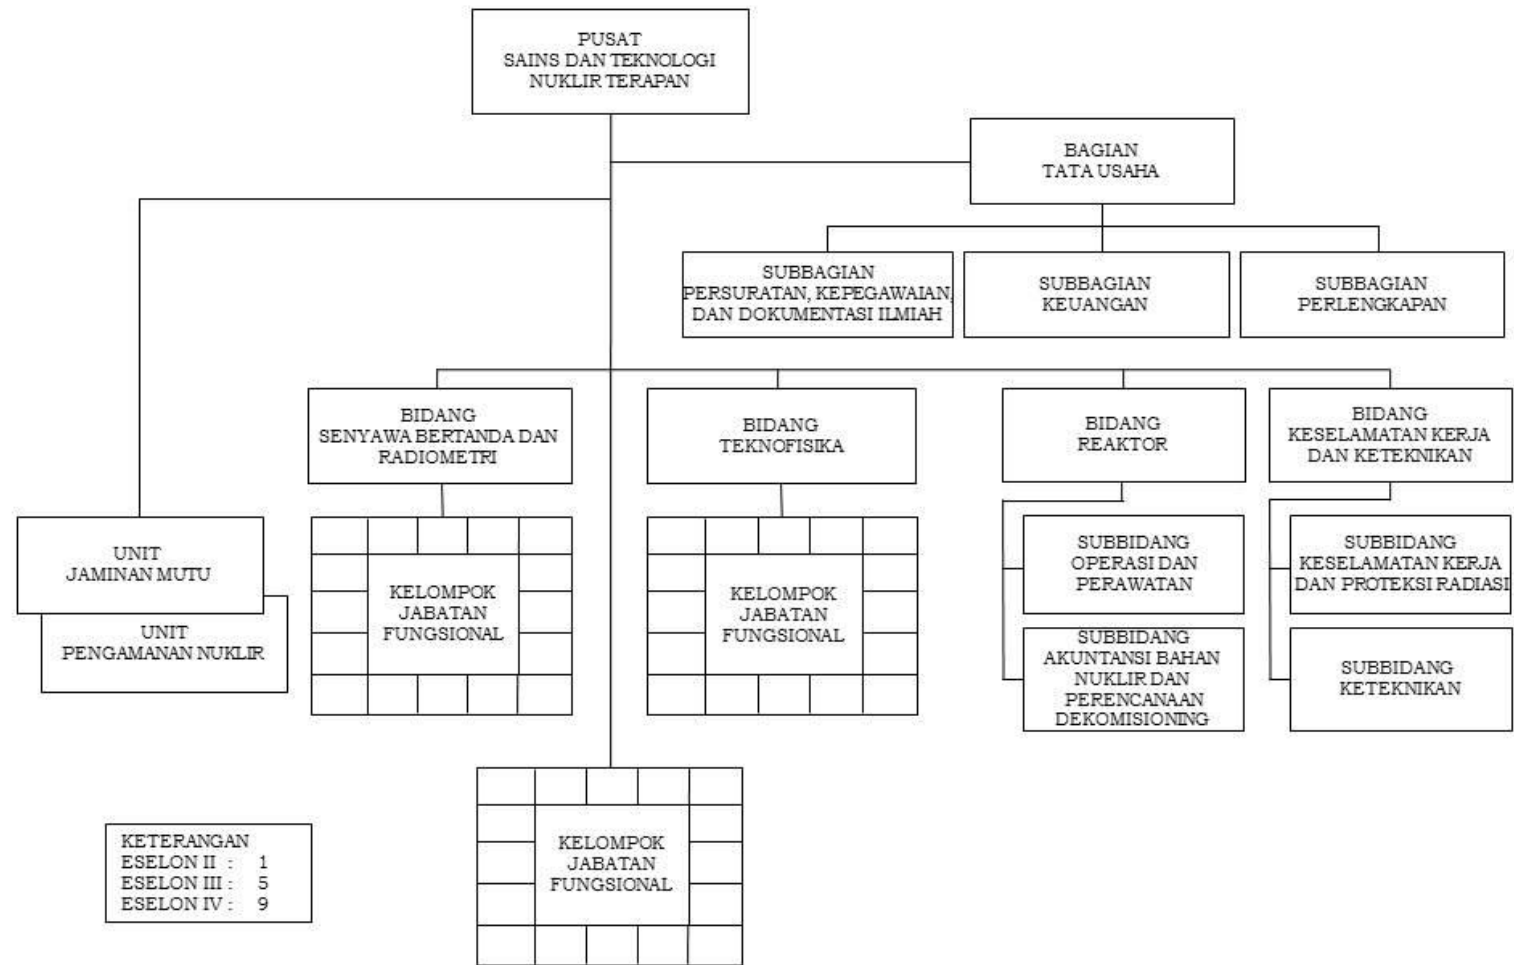 PUSAT
SAINS DAN TEKNOLOGI
NUKLIR TERAPAN
BAGIAN
TATA USAHA
SUBBAGIAN
PERSURATAN, KEPEGAWAIAN,
DAN DOKUMENTASI ILMIAH
SUBBAGIAN
KEUANGAN
SUBBAGIAN
PERLENGKAPAN
BIDANG
SENYAWA BERTANDA DAN
RADIOMETRI
BIDANG
TEKNOFISIKA
BIDANG
REAKTOR
BIDANG
KESELAMATAN KERJA
DAN KETEKNIKAN
UNIT
JAMINAN MUTU
UNIT
PENGAMANAN NUKLIR
KELOMPOK
JABATAN
FUNGSIONAL
KELOMPOK
JABATAN
FUNGSIONAL
SUBBIDANG
OPERASI DAN
PERAWATAN
SUBBIDANG
AKUNTANSI BAHAN
NUKLIR DAN
PERENCANAAN
DEKOMISIONING
SUBBIDANG
KESELAMATAN KERJA
DAN PROTEKSI RADIASI
SUBBIDANG
KETEKNIKAN
KELOMPOK
JABATAN
FUNGSIONAL
KETERANGAN
ESELON II : 1
ESELON III : 5
ESELON IV : 9